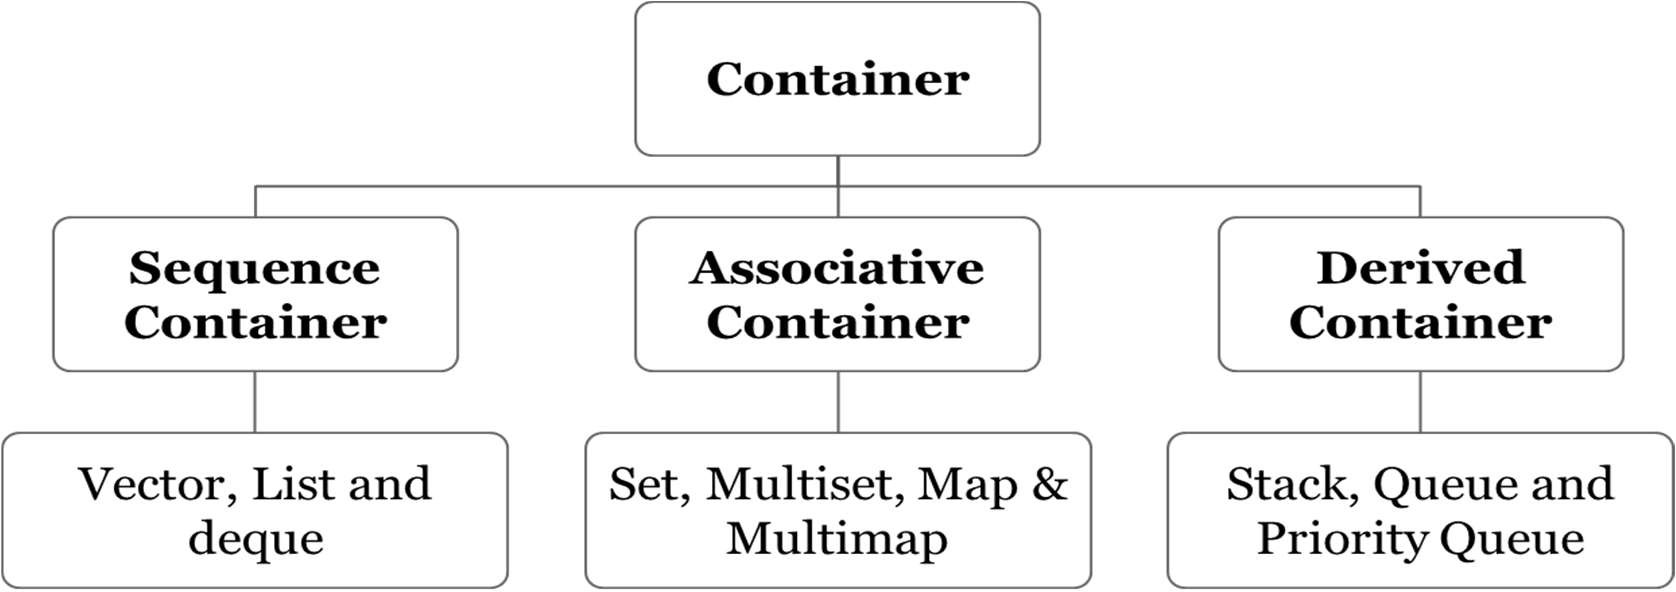 Container
Sequence
Container
Associative
Container
Derived
Container
Vector, List and
deque
Set, Multiset, Map &
Multimap
Stack, Queue and
Priority Queue